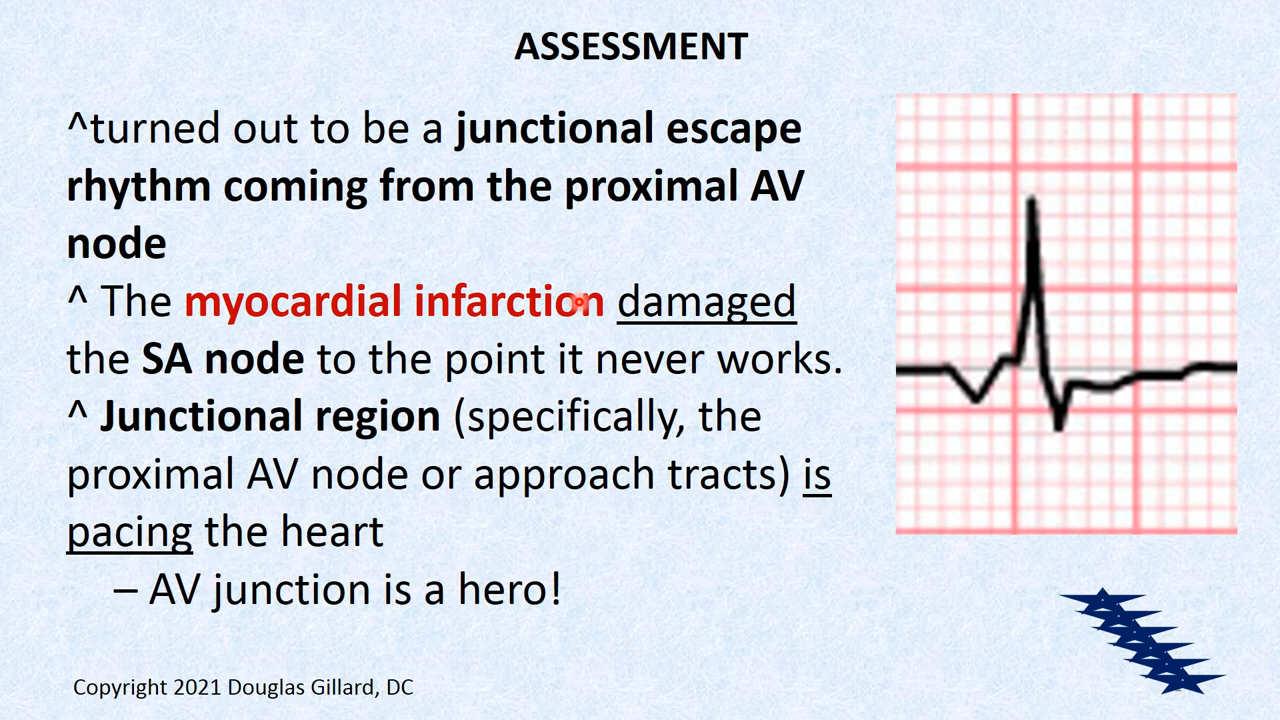 ASSESSMENT
^turned out to be a junctional escape
rhythm coming from the proximal AV
node
^ The myocardial infarction damaged
the SA node to the point it never works.
^ Junctional region (specifically, the
proximal AV node or approach tracts) is
pacing the heart
– AV junction is a hero!
Copyright 2021 Douglas Gillard, DC